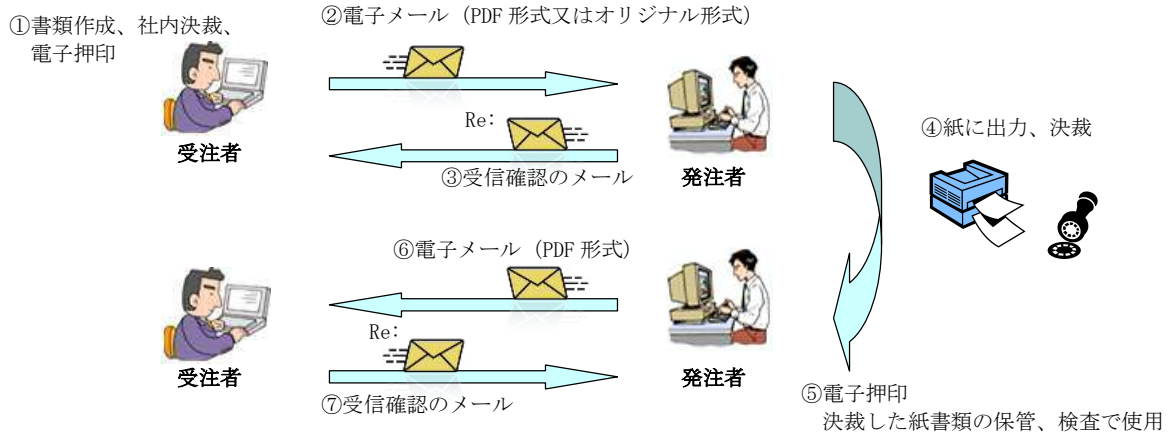 ①書類作成、社内決裁、
電子押印
②電子メール (PDF 形式又はオリジナル形式)
Re:
③受信確認のメール
受注者
発注者
④紙に出力、決裁
⑥電子メール (PDF 形式)
Re:
受注者
発注者
⑦受信確認のメール
⑤電子押印
決裁した紙書類の保管、検査で使用